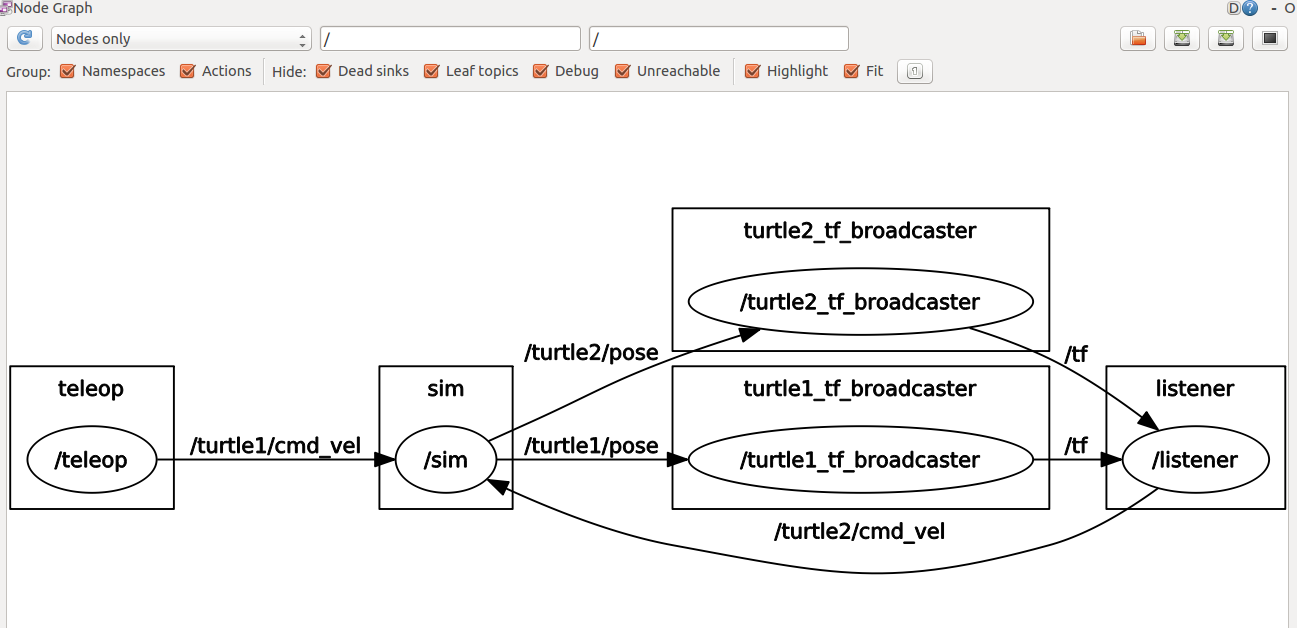 Node Graph
D ? - O
Nodes only
/
/
Group: Namespaces Actions Hide: Dead sinks Leaf topics Debug Unreachable Highlight Fit
turtle2_tf_broadcaster
/turtle2_tf_broadcaster
/turtle2/pose
/tf
teleop
sim
turtle1_tf_broadcaster
listener
/turtle1/cmd_vel
/turtle1/pose
/tf
/teleop
/sim
/turtle1_tf_broadcaster
/listener
/turtle2/cmd_vel